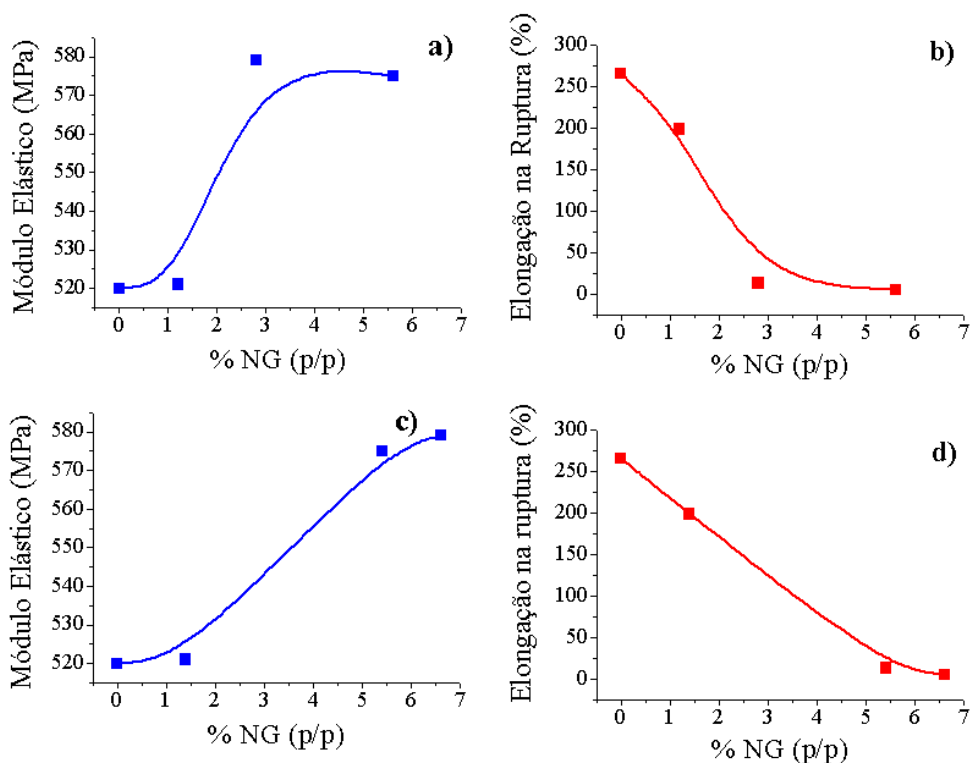 a)
Módulo Elástico (MPa)
580
570
560
550
540
530
520
0 1 2 3 4 5 6 7
% NG (p/p)
b)
Elongação na Ruptura (%)
300
250
200
150
100
50
0
0 1 2 3 4 5 6 7
% NG (p/p)
c)
Módulo Elástico (MPa)
580
570
560
550
540
530
520
0 1 2 3 4 5 6 7
% NG (p/p)
d)
Elongação na ruptura (%)
300
250
200
150
100
50
0
0 1 2 3 4 5 6 7
% NG (p/p)